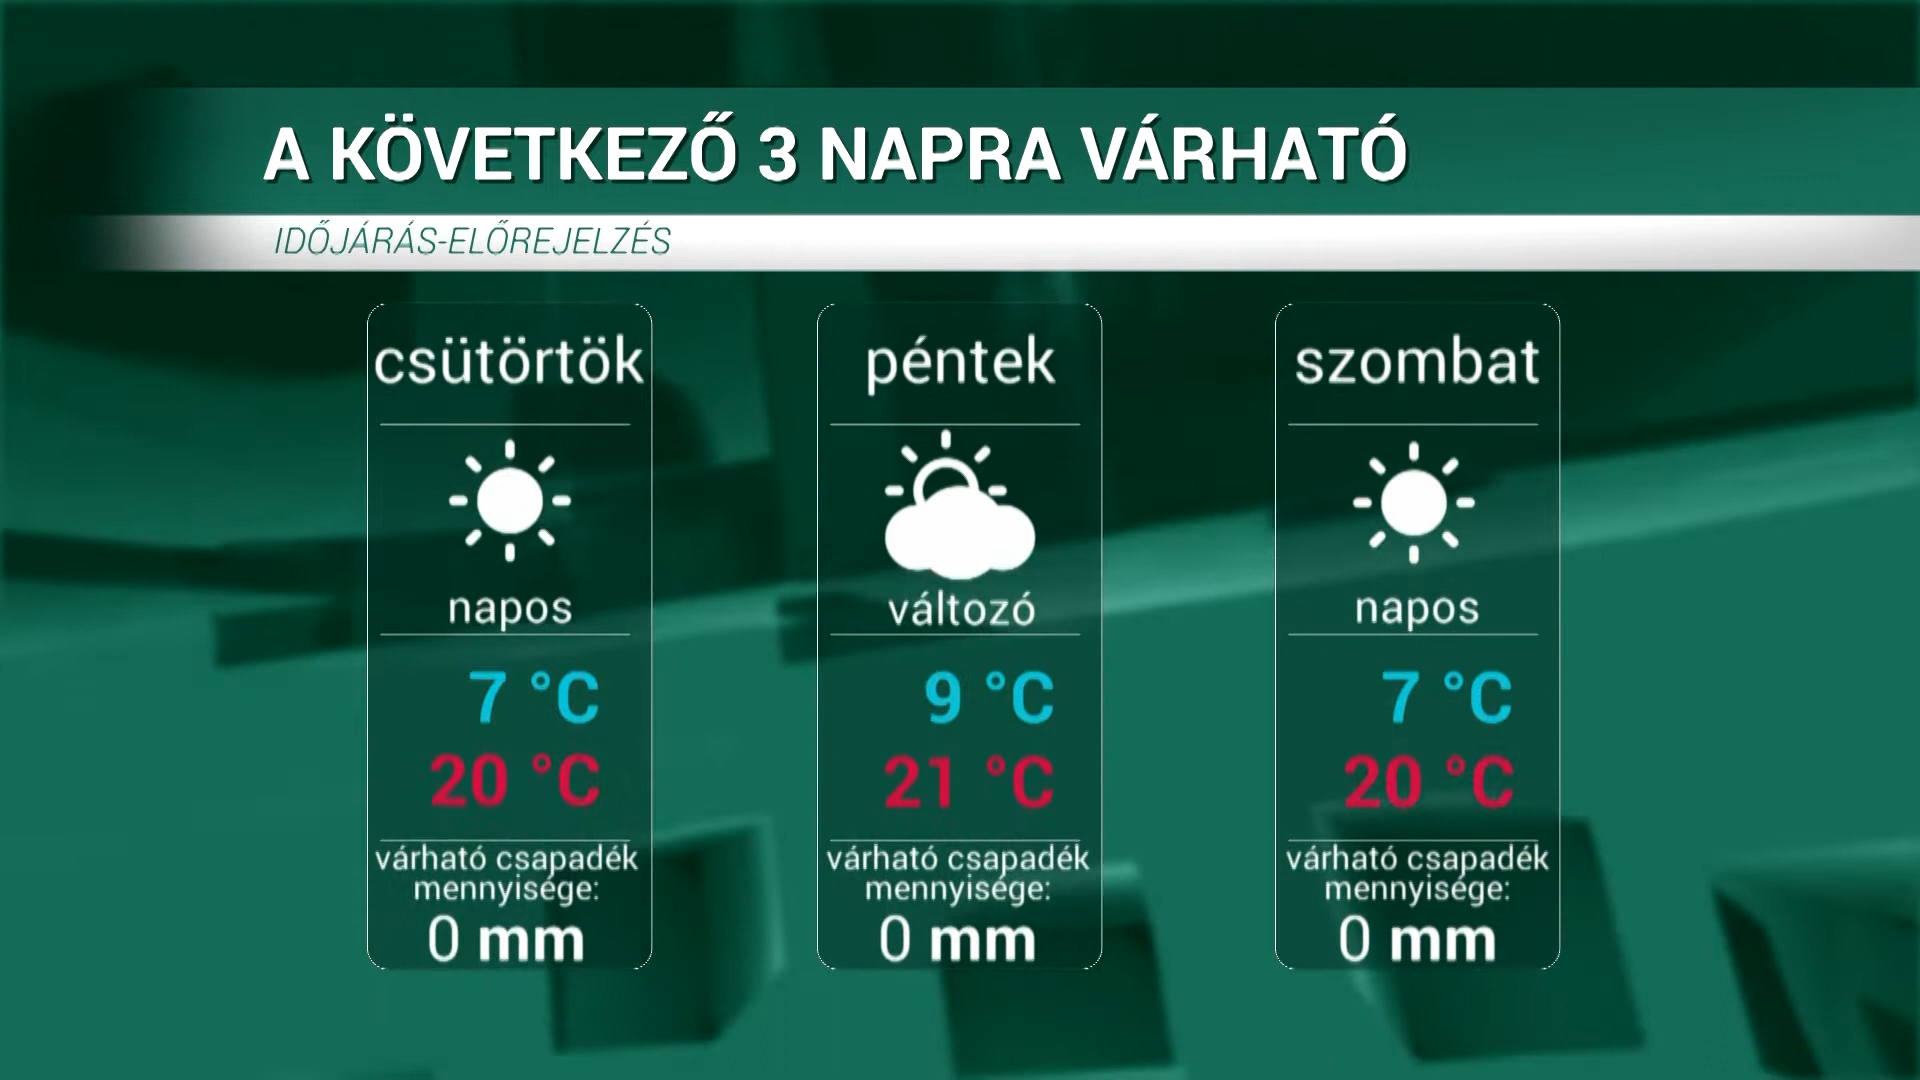 A KÖVETKEZŐ 3 NAPRA VÁRHATÓ
IDŐJÁRÁS-ELŐREJELZÉS
csütörtök
napos
7 °C
20 °C
várható csapadék
mennyisége:
0 mm
péntek
változó
9 °C
21 °C
várható csapadék
mennyisége:
0 mm
szombat
napos
7 °C
20 °C
várható csapadék
mennyisége:
0 mm